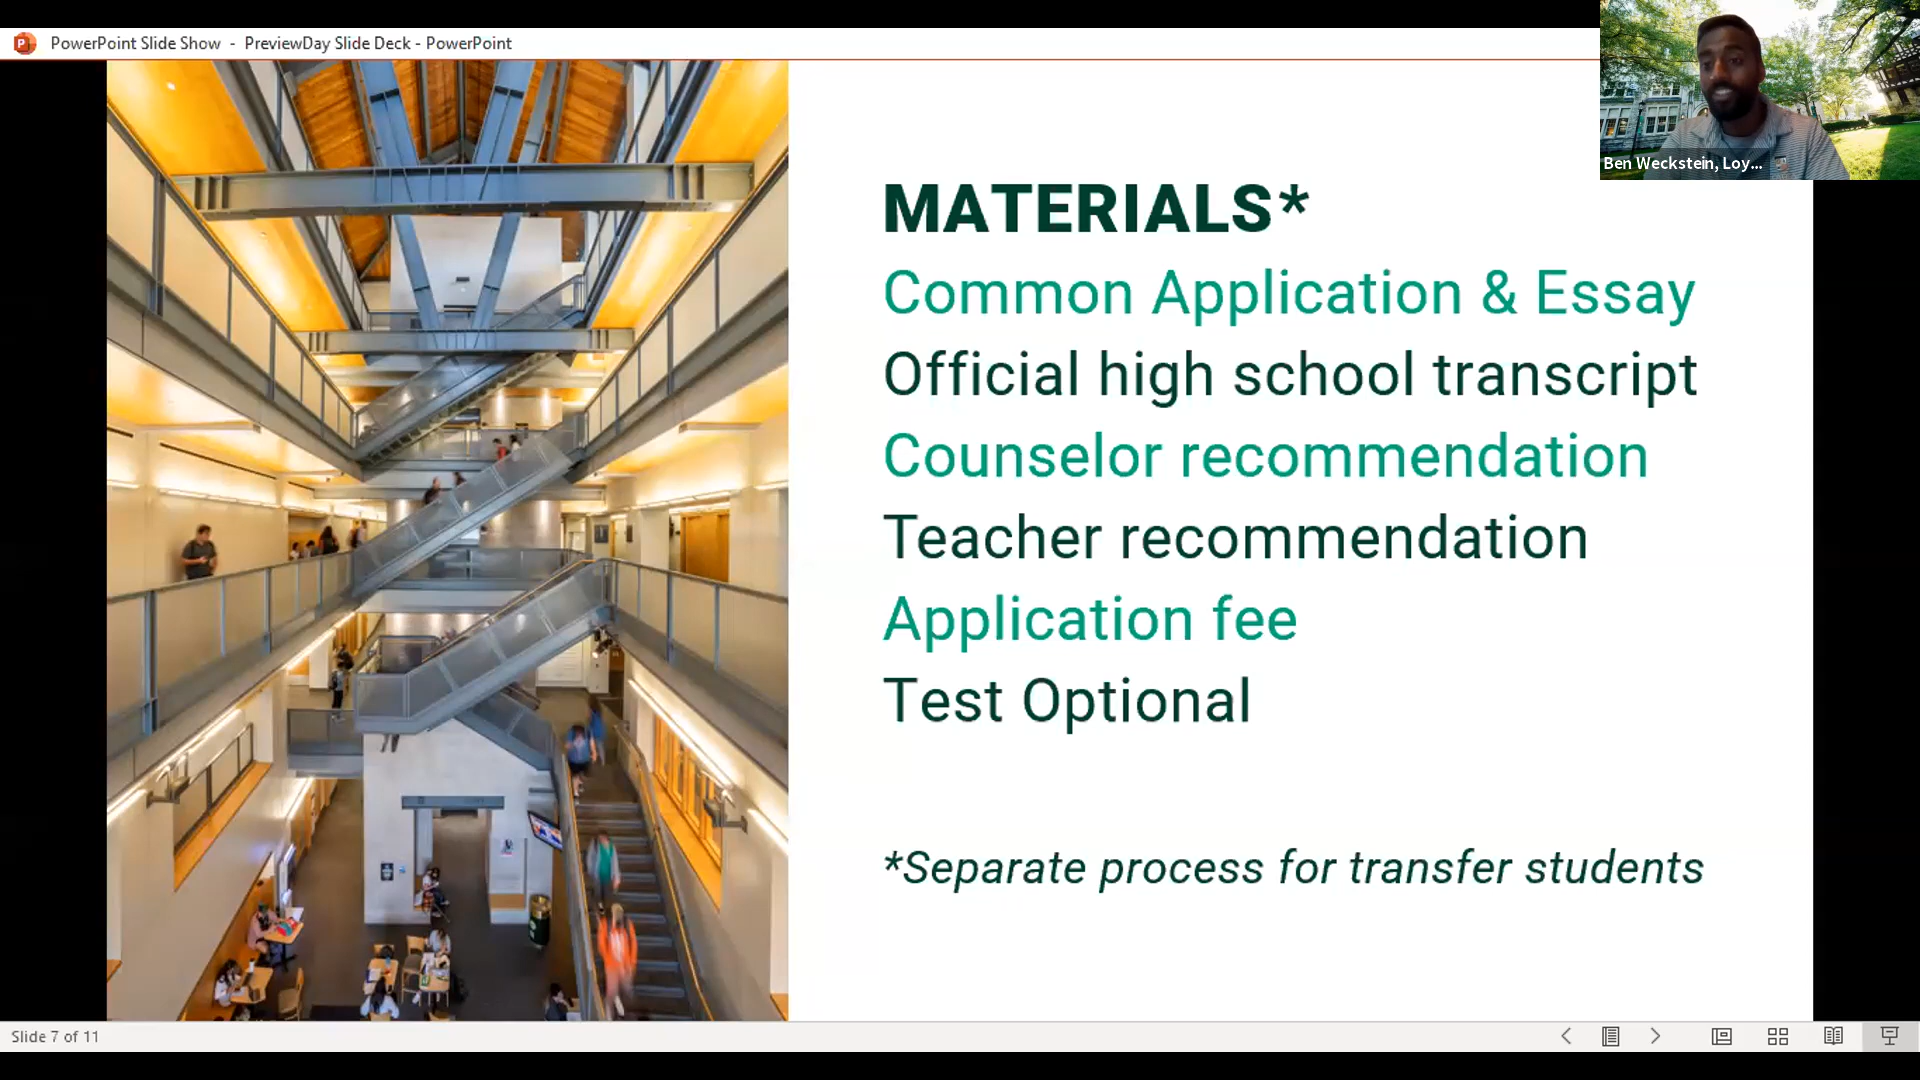 PowerPoint Slide Show - PreviewDay Slide Deck - PowerPoint
Ben Weckstein, Loy...
MATERIALS*
Common Application & Essay
Official high school transcript
Counselor recommendation
Teacher recommendation
Application fee
Test Optional
*Separate process for transfer students
Slide 7 of 11